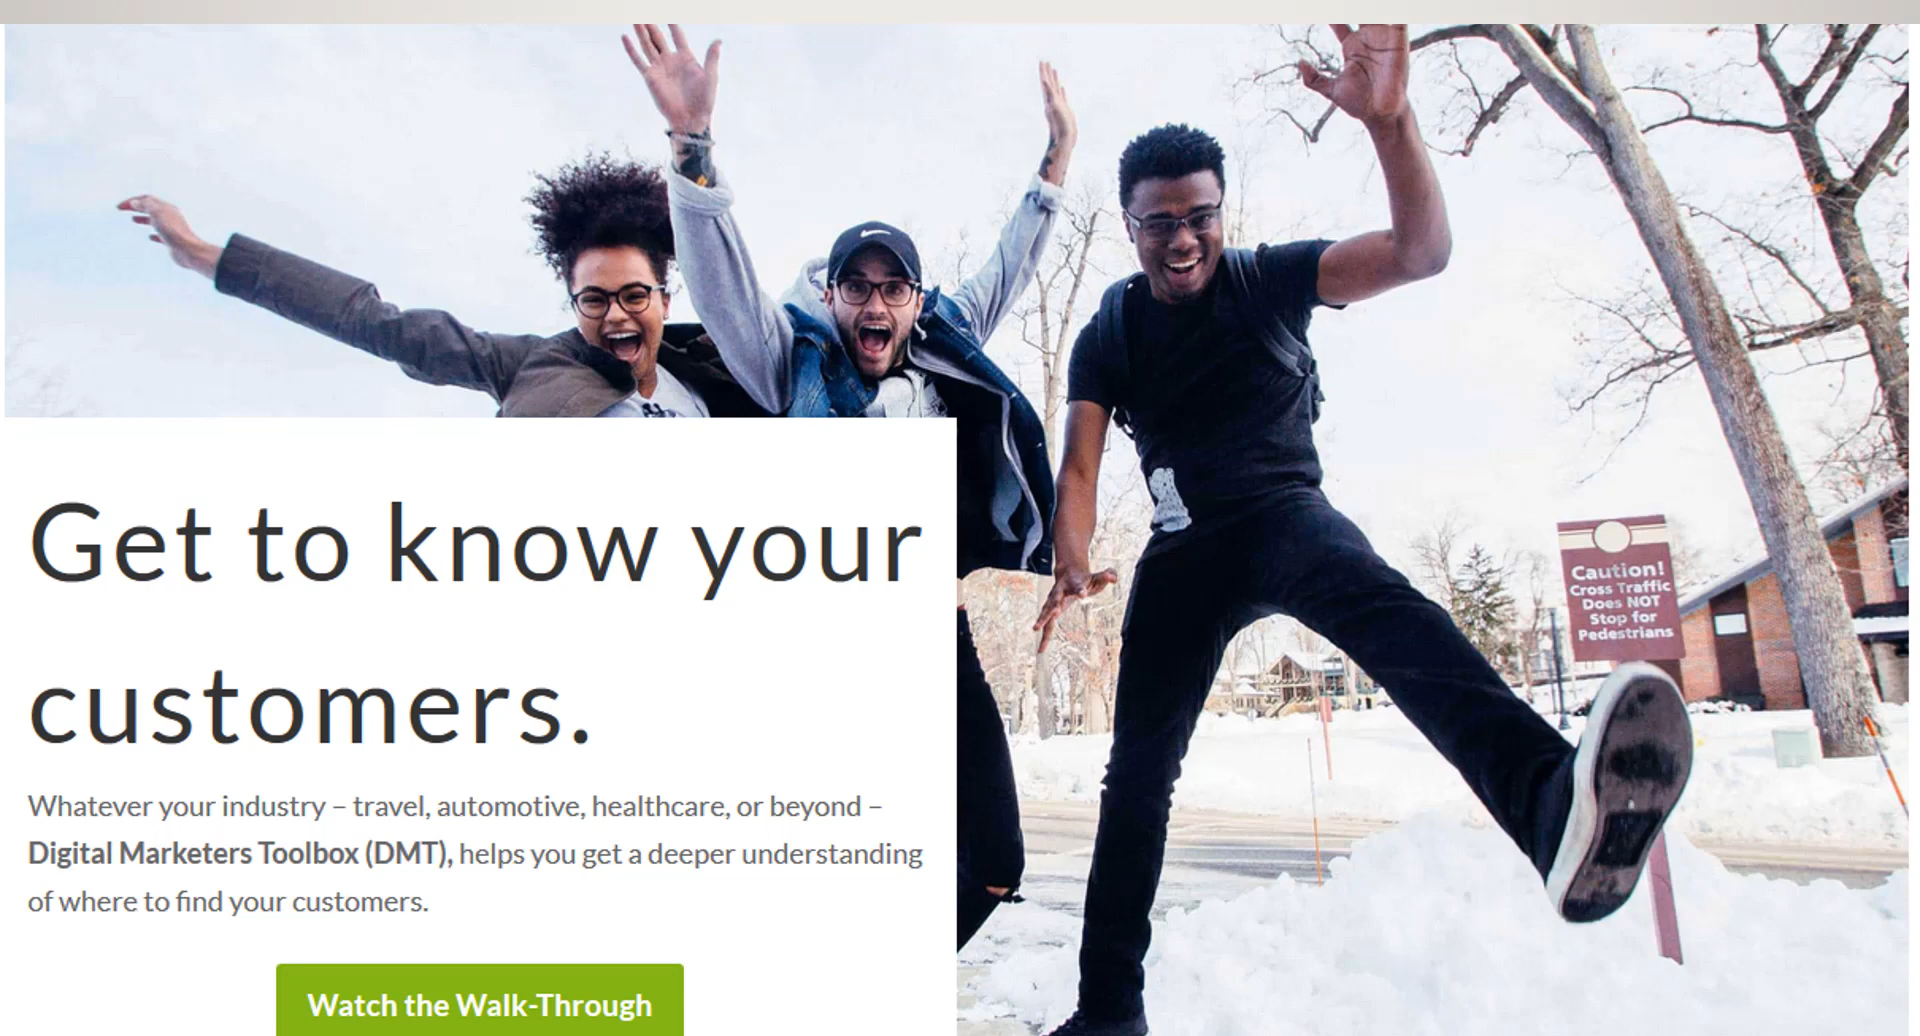 Get to know your
customers.
Whatever your industry – travel, automotive, healthcare, or beyond –
Digital Marketers Toolbox (DMT), helps you get a deeper understanding
of where to find your customers.
Watch the Walk-Through
Caution!
Cross Traffic
Does NOT
Stop for
Pedestrians